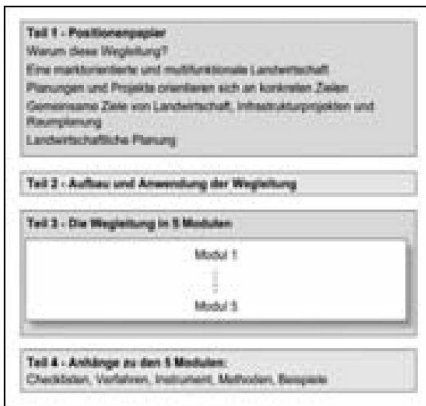 Teil 1 - Positionenpapier
Warum diese Wegleitung?
Eine marktorientierte und multifunktionale Landwirtschaft
Planungen und Projekte orientieren sich an konkreten Zielen
Gemeinsame Ziele von Landwirtschaft, Infrastrukturprojekten und
Raumplanung
Landwirtschaftliche Planung
Teil 2 - Aufbau und Anwendung der Wegleitung
Teil 3 - Die Wegleitung in 5 Modulen
Modul 1
Modul 5
Teil 4 - Anhänge zu den 5 Modulen:
Checklisten, Verfahren, Instrument, Methoden, Beispiele